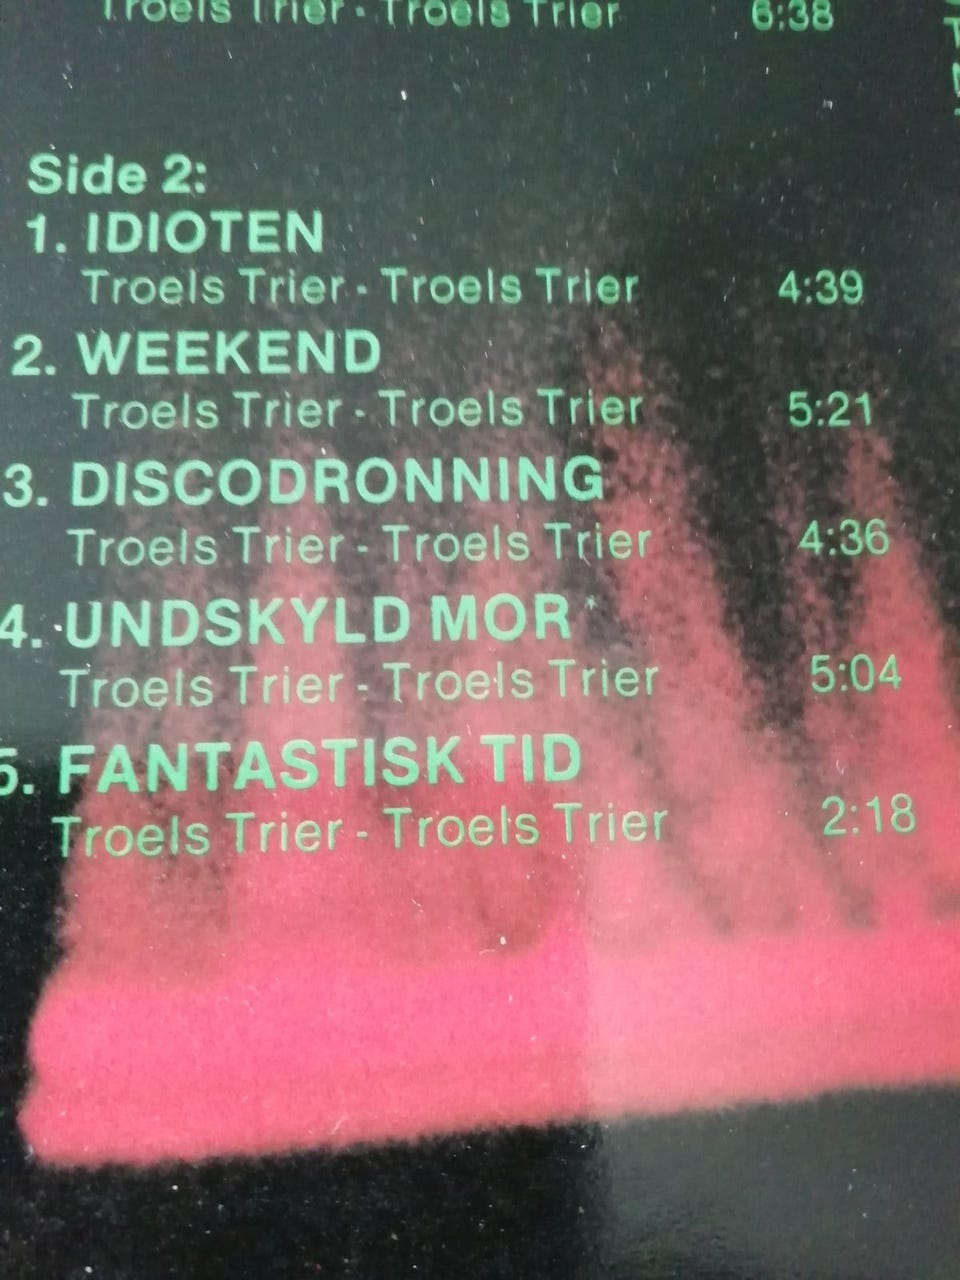 Troels Trier - Troels Trier 6:38
Side 2:
1. IDIOTEN
Troels Trier - Troels Trier 4:39
2. WEEKEND
Troels Trier - Troels Trier 5:21
3. DISCODRONNING
Troels Trier - Troels Trier 4:36
4. UNDSKYLD MOR
Troels Trier - Troels Trier 5:04
5. FANTASTISK TID
Troels Trier - Troels Trier 2:18